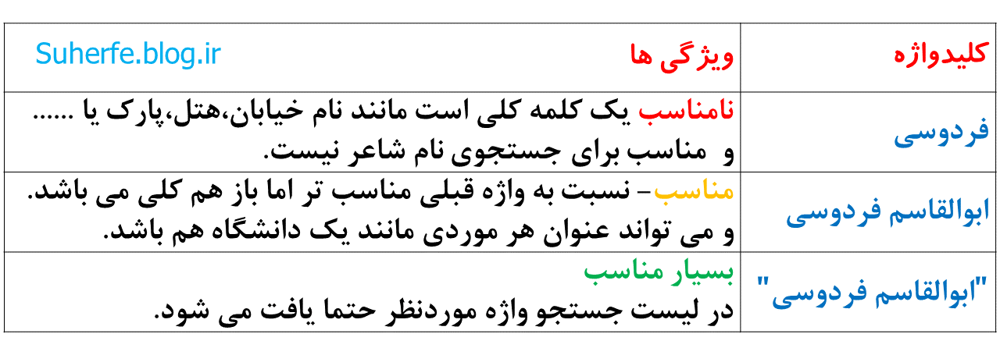 کلیدواژه
ویژگی ها
Suherfe.blog.ir
فردوسی
نامناسب یک کلمه کلی است مانند نام خیابان،هتل،پارک یا ......
و مناسب برای جستجوی نام شاعر نیست.
ابوالقاسم فردوسی
مناسب– نسبت به واژه قبلی مناسب تر اما باز هم کلی می باشد.
و می تواند عنوان هر موردی مانند یک دانشگاه هم باشد.
"ابوالقاسم فردوسی"
بسیار مناسب
در لیست جستجو واژه موردنظر حتما یافت می شود.